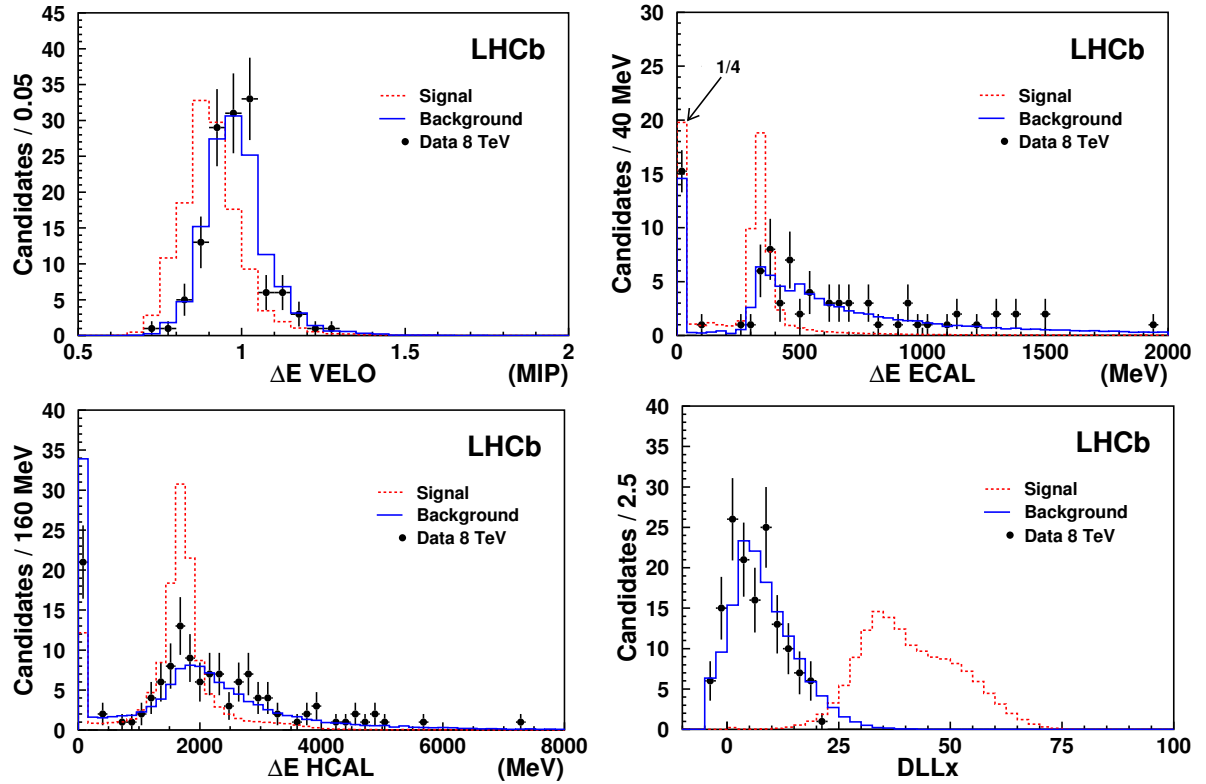 LHCb
Signal
Background
Data 8 TeV
Candidates / 0.05
0
5
10
15
20
25
30
35
40
45
0.5
1
1.5
2
ΔE VELO
(MIP)
LHCb
1/4
Signal
Background
Data 8 TeV
Candidates / 40 MeV
0
5
10
15
20
25
30
0
500
1000
1500
2000
ΔE ECAL
(MeV)
LHCb
Signal
Background
Data 8 TeV
Candidates / 160 MeV
0
5
10
15
20
25
30
35
40
0
2000
4000
6000
8000
ΔE HCAL
(MeV)
LHCb
Signal
Background
Data 8 TeV
Candidates / 2.5
0
5
10
15
20
25
30
35
40
0
25
50
75
100
DLLx